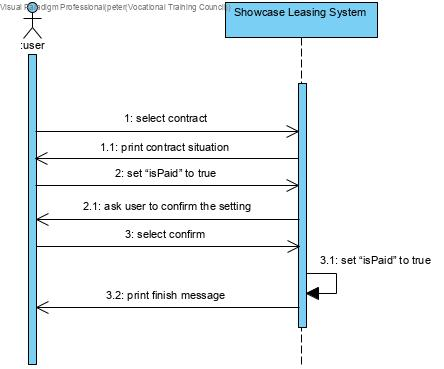 Visual Paradigm Professional(peter(Vocational Training Council))
Showcase Leasing System
:user
1: select contract
1.1: print contract situation
2: set “isPaid” to true
2.1: ask user to confirm the setting
3: select confirm
3.1: set “isPaid” to true
3.2: print finish message